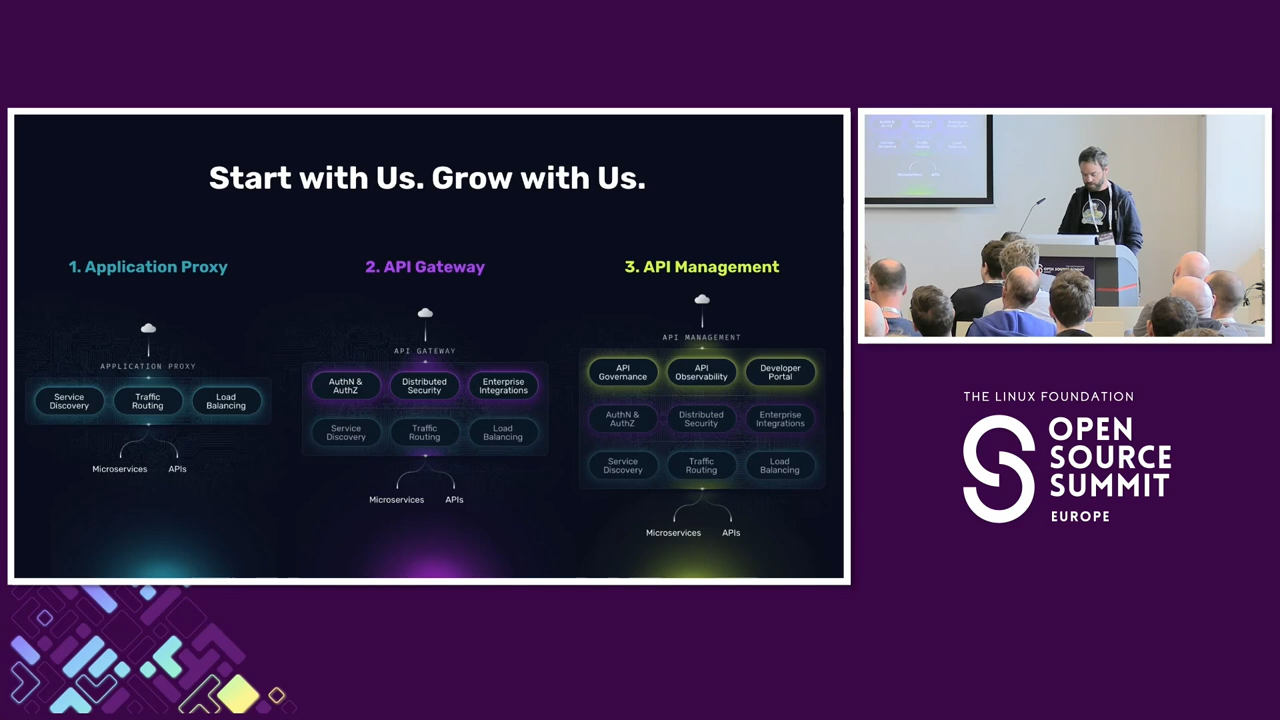 Start with Us. Grow with Us.
1. Application Proxy
APPLICATION PROXY
Service
Discovery
Traffic
Routing
Load
Balancing
Microservices
APIs
2. API Gateway
API GATEWAY
AuthN &
AuthZ
Distributed
Security
Enterprise
Integrations
Service
Discovery
Traffic
Routing
Load
Balancing
Microservices
APIs
3. API Management
API MANAGEMENT
API
Governance
API
Observability
Developer
Portal
AuthN &
AuthZ
Distributed
Security
Enterprise
Integrations
Service
Discovery
Traffic
Routing
Load
Balancing
Microservices
APIs
THE LINUX FOUNDATION
OPEN
SOURCE
SUMMIT
EUROPE